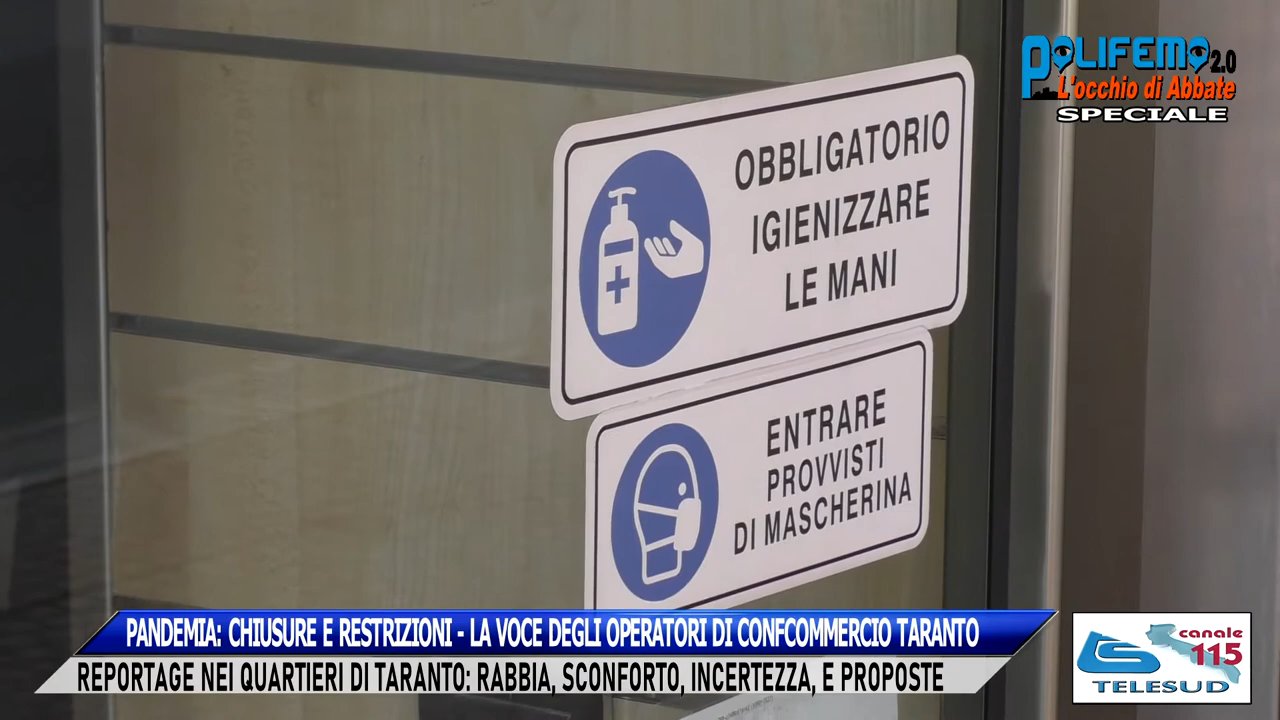 POLIFEMO 2.0
L'occhio di Abbate
SPECIALE
OBBLIGATORIO
IGIENIZZARE
LE MANI
ENTRARE
PROVVISTI
DI MASCHERINA
PANDEMIA: CHIUSURE E RESTRIZIONI - LA VOCE DEGLI OPERATORI DI CONFCOMMERCIO TARANTO
REPORTAGE NEI QUARTIERI DI TARANTO: RABBIA, SCONFORTO, INCERTEZZA, E PROPOSTE
canale
115
TELESUD